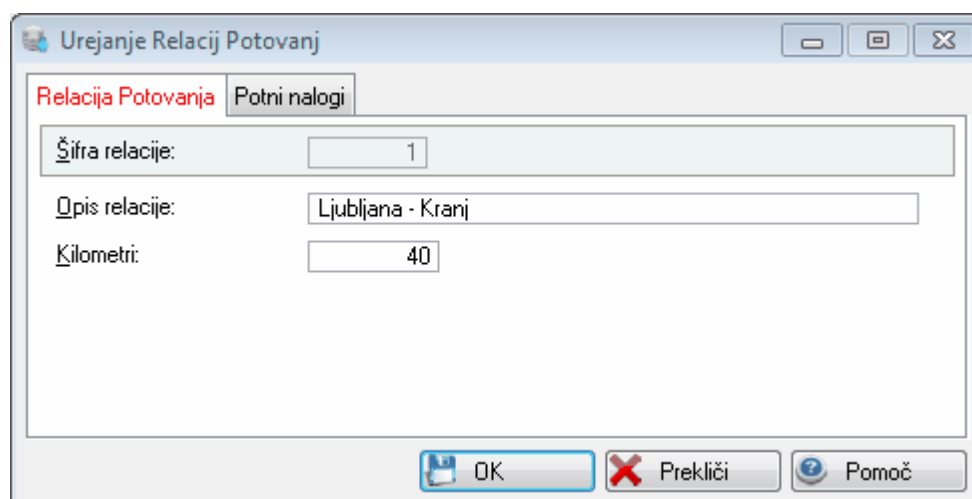 Urejanje Relacij Potovanj
Relacija Potovanja Potni nalogi
Šifra relacije: 1
Opis relacije: Ljubljana - Kranj
Kilometri: 40
OK Prekliči Pomoč